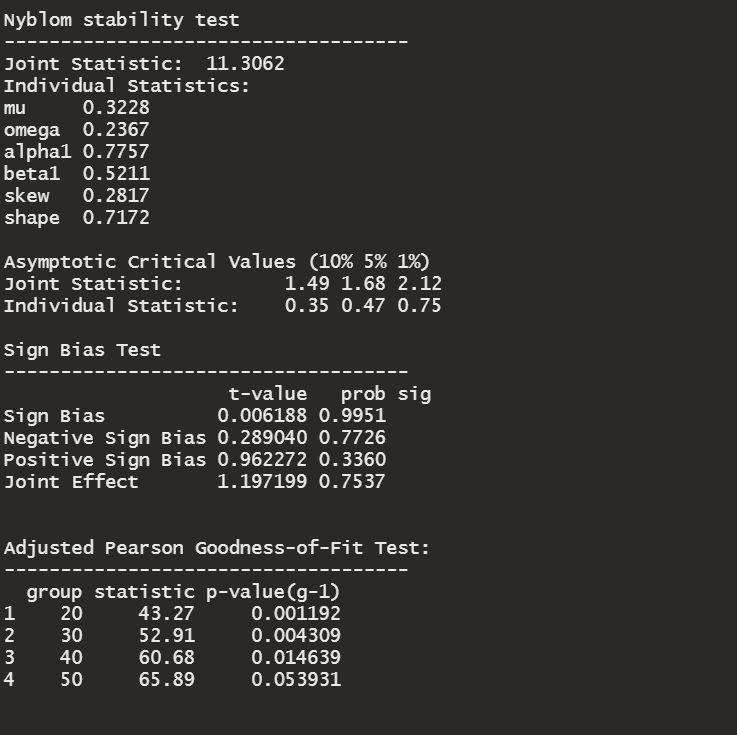 Nyblom stability test
------------------------------------
Joint Statistic:  11.3062
Individual Statistics:
mu     0.3228
omega  0.2367
alpha1 0.7757
beta1  0.5211
skew   0.2817
shape  0.7172
Asymptotic Critical Values (10% 5% 1%)
Joint Statistic:         1.49 1.68 2.12
Individual Statistic:    0.35 0.47 0.75
Sign Bias Test
------------------------------------
                    t-value   prob sig
Sign Bias          0.006188 0.9951
Negative Sign Bias 0.289040 0.7726
Positive Sign Bias 0.962272 0.3360
Joint Effect       1.197199 0.7537
Adjusted Pearson Goodness-of-Fit Test:
------------------------------------
  group statistic p-value(g-1)
1    20     43.27     0.001192
2    30     52.91     0.004309
3    40     60.68     0.014639
4    50     65.89     0.053931